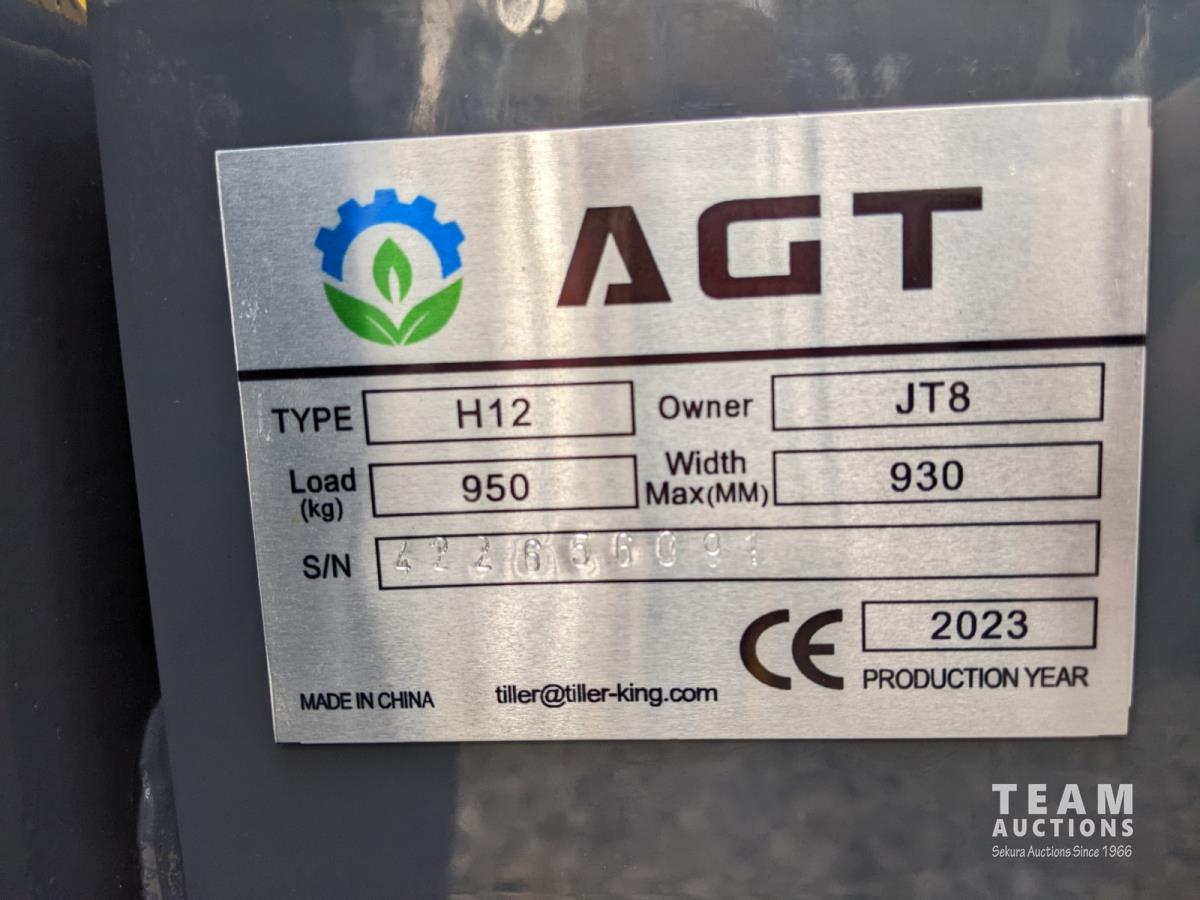 AGT
TYPE H12 Owner JT8
Load (kg) 950 Width Max(MM) 930
S/N 422656091
CE 2023
PRODUCTION YEAR
MADE IN CHINA tiller@tiller-king.com
TEAM
AUCTIONS
Sekura Auctions Since 1966